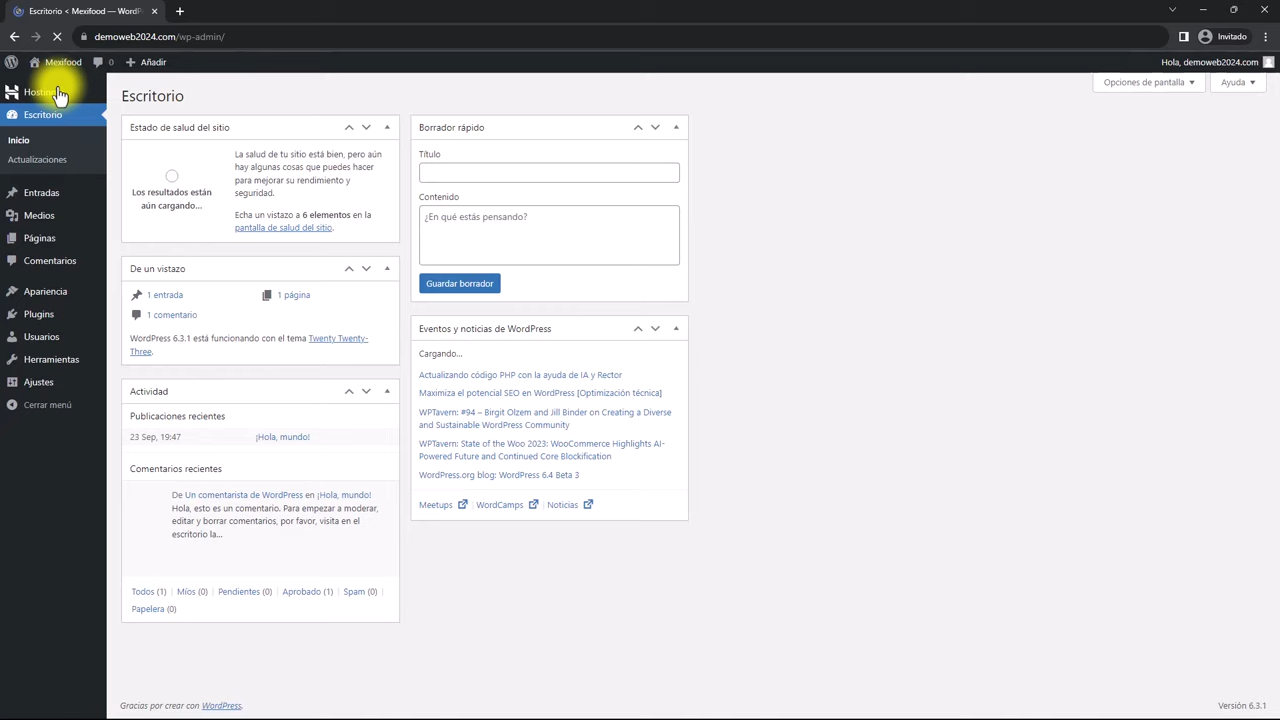 Escritorio < Mexifood — WordP
demoweb2024.com/wp-admin/
Invitado
Mexifood
0
Añadir
Hola, demoweb2024.com
Escritorio
Inicio
Actualizaciones
Entradas
Medios
Páginas
Comentarios
Apariencia
Plugins
Usuarios
Herramientas
Ajustes
Cerrar menú
Escritorio
Opciones de pantalla
Ayuda
Estado de salud del sitio
Los resultados están
aún cargando...
La salud de tu sitio está bien, pero aún
hay algunas cosas que puedes hacer
para mejorar su rendimiento y
seguridad.
Echa un vistazo a 6 elementos en la
pantalla de salud del sitio.
De un vistazo
1 entrada
1 página
1 comentario
WordPress 6.3.1 está funcionando con el tema Twenty Twenty-
Three.
Actividad
Publicaciones recientes
23 Sep, 19:47
¡Hola, mundo!
Comentarios recientes
De Un comentarista de WordPress en ¡Hola, mundo!
Hola, esto es un comentario. Para empezar a moderar,
editar y borrar comentarios, por favor, visita en el
escritorio la...
Todos (1) | Míos (0) | Pendientes (0) | Aprobado (1) | Spam (0) |
Papelera (0)
Borrador rápido
Título
Contenido
¿En qué estás pensando?
Guardar borrador
Eventos y noticias de WordPress
Cargando...
Actualizando código PHP con la ayuda de IA y Rector
Maximiza el potencial SEO en WordPress [Optimización técnica]
WPTavern: #94 – Birgit Olzem and Jill Binder on Creating a Diverse
and Sustainable WordPress Community
WPTavern: State of the Woo 2023: WooCommerce Highlights AI-
Powered Future and Continued Core Blockification
WordPress.org blog: WordPress 6.4 Beta 3
Meetups | WordCamps | Noticias
Gracias por crear con WordPress.
Versión 6.3.1